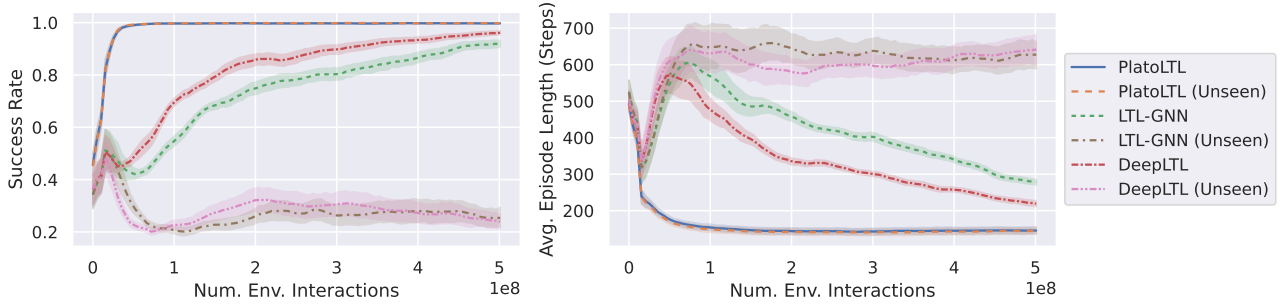 Success Rate
1.0
0.8
0.6
0.4
0.2
0
1
2
3
4
5
1e8
Num. Env. Interactions
Avg. Episode Length (Steps)
700
600
500
400
300
200
0
1
2
3
4
5
1e8
Num. Env. Interactions
PlatoLTL
PlatoLTL (Unseen)
LTL-GNN
LTL-GNN (Unseen)
DeepLTL
DeepLTL (Unseen)